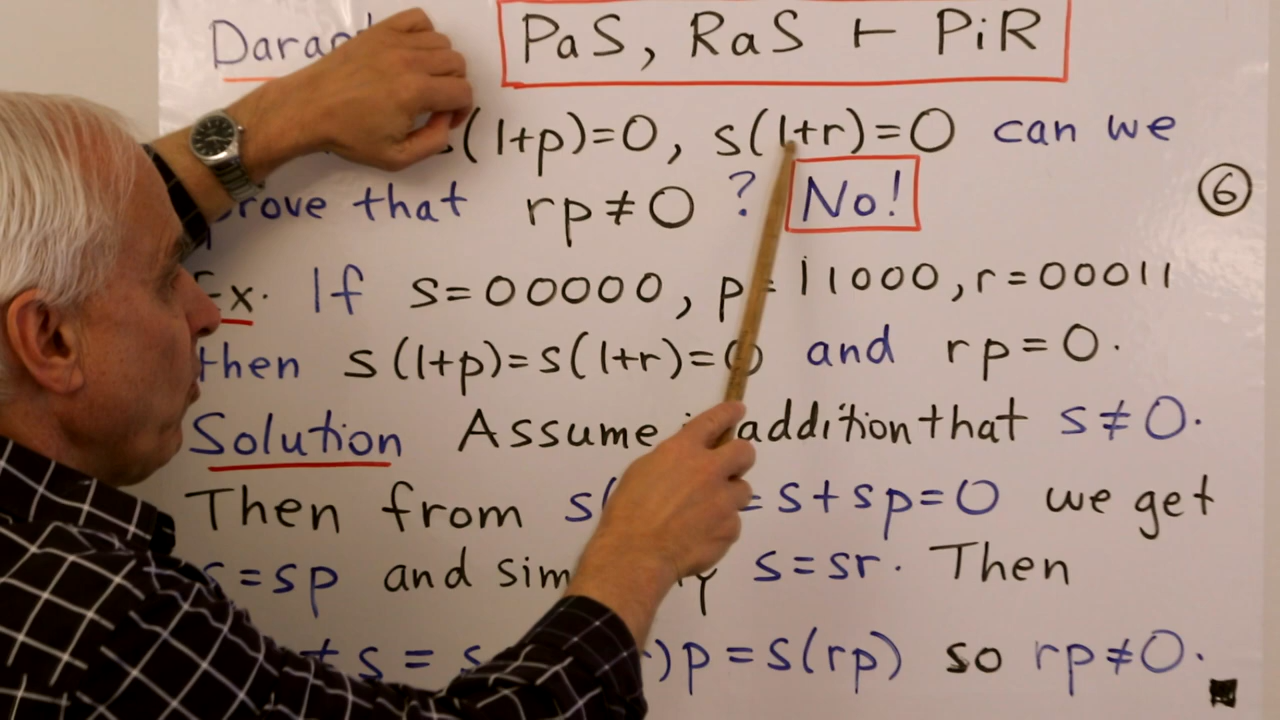 PaS, RaS ⊢ PiR
s(1+p)=0, s(1+r)=0 can we
prove that rp≠0 ? No!
6
Ex. If s=00000, p=11000, r=00011
then s(1+p)=s(1+r)=0 and rp=0.
Solution Assume addition that s≠0.
Then from s( =s+sp=0 we get
s=sp and s=sr. Then
≠ s = s )p=s(rp) so rp≠0.